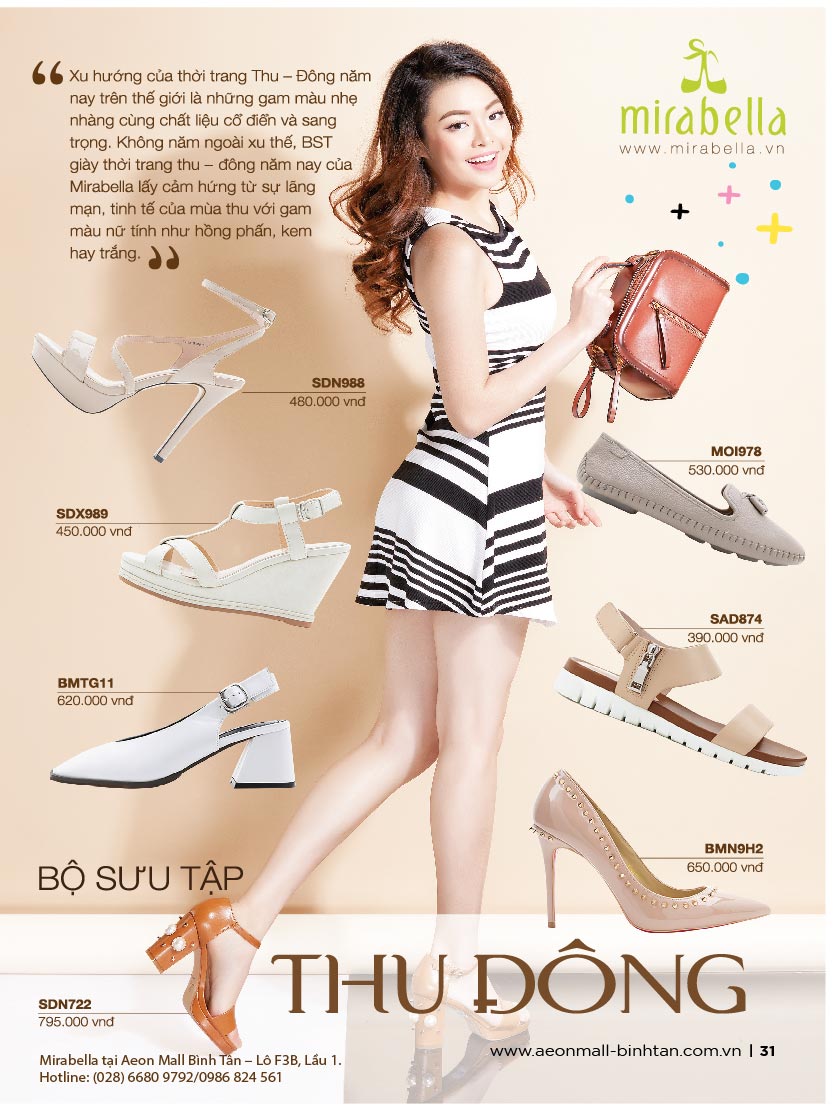 Xu hướng của thời trang Thu – Đông năm
nay trên thế giới là những gam màu nhẹ
nhàng cùng chất liệu cổ điển và sang
trọng. Không năm ngoài xu thế, BST
giày thời trang thu – đông năm nay của
Mirabella lấy cảm hứng từ sự lãng
mạn, tinh tế của mùa thu với gam
màu nữ tính như hồng phấn, kem
hay trắng.
mirabella
www.mirabella.vn
SDN988
480.000 vnđ
MOI978
530.000 vnđ
SDX989
450.000 vnđ
SAD874
390.000 vnđ
BMTG11
620.000 vnđ
BMN9H2
650.000 vnđ
BỘ SƯU TẬP
THU ĐÔNG
SDN722
795.000 vnđ
Mirabella tại Aeon Mall Bình Tân – Lô F3B, Lầu 1.
Hotline: (028) 6680 9792/0986 824 561
www.aeonmall-binhtan.com.vn | 31